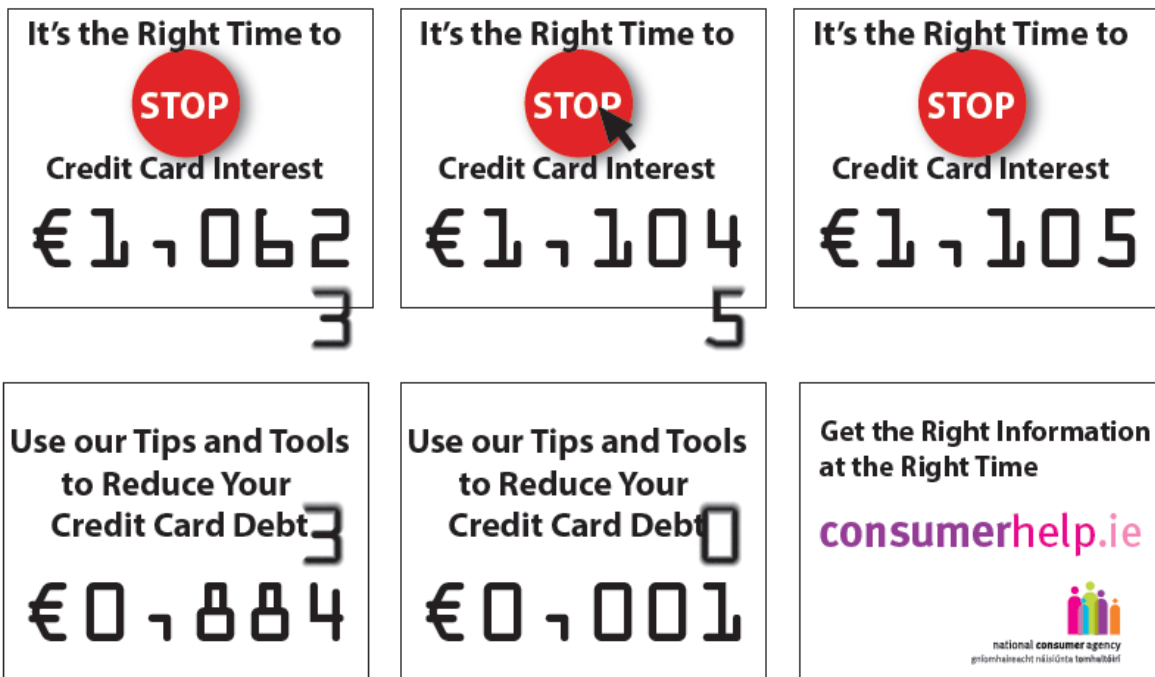 It's the Right Time to
STOP
Credit Card Interest
€1,062
3
It's the Right Time to
STOP
Credit Card Interest
€1,104
5
It's the Right Time to
STOP
Credit Card Interest
€1,105
Use our Tips and Tools
to Reduce Your
Credit Card Debt
3
€0,884
Use our Tips and Tools
to Reduce Your
Credit Card Debt
0
€0,001
Get the Right Information
at the Right Time
consumerhelp.ie
national consumer agency
gníomhaireacht náisiúnta tomhaltóirí